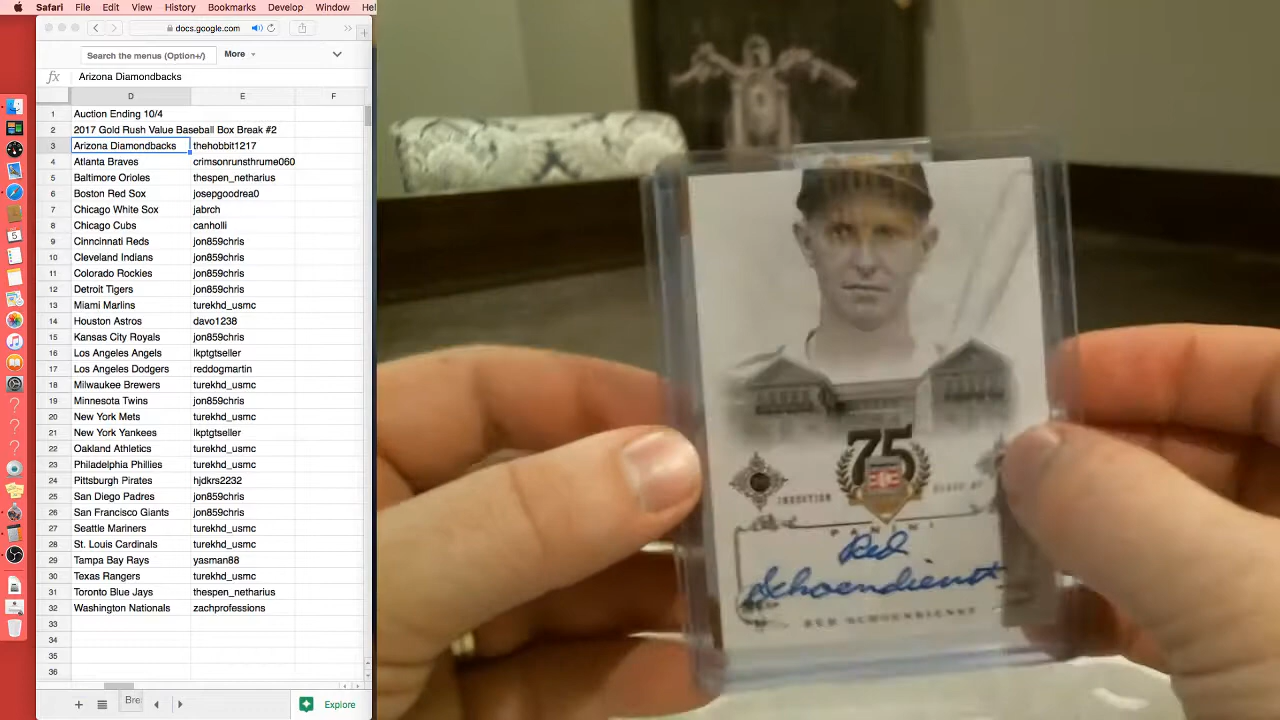 Safari File Edit View History Bookmarks Develop Window Hel
docs.google.com
Search the menus (Option+/) More
fx Arizona Diamondbacks
D E F
1 Auction Ending 10/4
2 2017 Gold Rush Value Baseball Box Break #2
3 Arizona Diamondbacks thehobbit1217
4 Atlanta Braves crimsonrunsthrume060
5 Baltimore Orioles thespen_netharius
6 Boston Red Sox josepgoodrea0
7 Chicago White Sox jabrch
8 Chicago Cubs canholli
9 Cinncinnati Reds jon859chris
10 Cleveland Indians jon859chris
11 Colorado Rockies jon859chris
12 Detroit Tigers jon859chris
13 Miami Marlins turekhd_usmc
14 Houston Astros davo1238
15 Kansas City Royals jon859chris
16 Los Angeles Angels lkptgtseller
17 Los Angeles Dodgers reddogmartin
18 Milwaukee Brewers turekhd_usmc
19 Minnesota Twins jon859chris
20 New York Mets turekhd_usmc
21 New York Yankees lkptgtseller
22 Oakland Athletics turekhd_usmc
23 Philadelphia Phillies turekhd_usmc
24 Pittsburgh Pirates hjdkrs2232
25 San Diego Padres jon859chris
26 San Francisco Giants jon859chris
27 Seattle Mariners turekhd_usmc
28 St. Louis Cardinals turekhd_usmc
29 Tampa Bay Rays yasman88
30 Texas Rangers turekhd_usmc
31 Toronto Blue Jays thespen_netharius
32 Washington Nationals zachprofessions
33
34
35
36
Bre
Explore
75
INDUCTION CLASS OF
PANINI
Red
Schoendienst
RED SCHOENDIENST